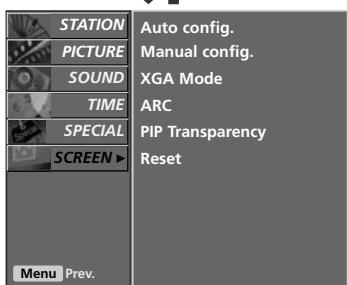 STATION
PICTURE
SOUND
TIME
SPECIAL
SCREEN ►
Auto config.
Manual config.
XGA Mode
ARC
PIP Transparency
Reset
Menu Prev.